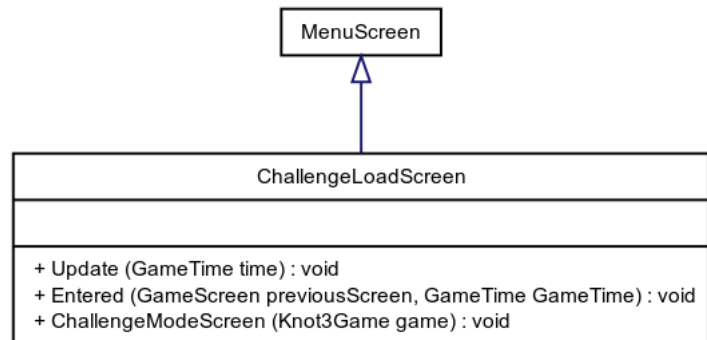 MenuScreen
ChallengeLoadScreen
+ Update (GameTime time) : void
+ Entered (GameScreen previousScreen, GameTime GameTime) : void
+ ChallengeModeScreen (Knot3Game game) : void